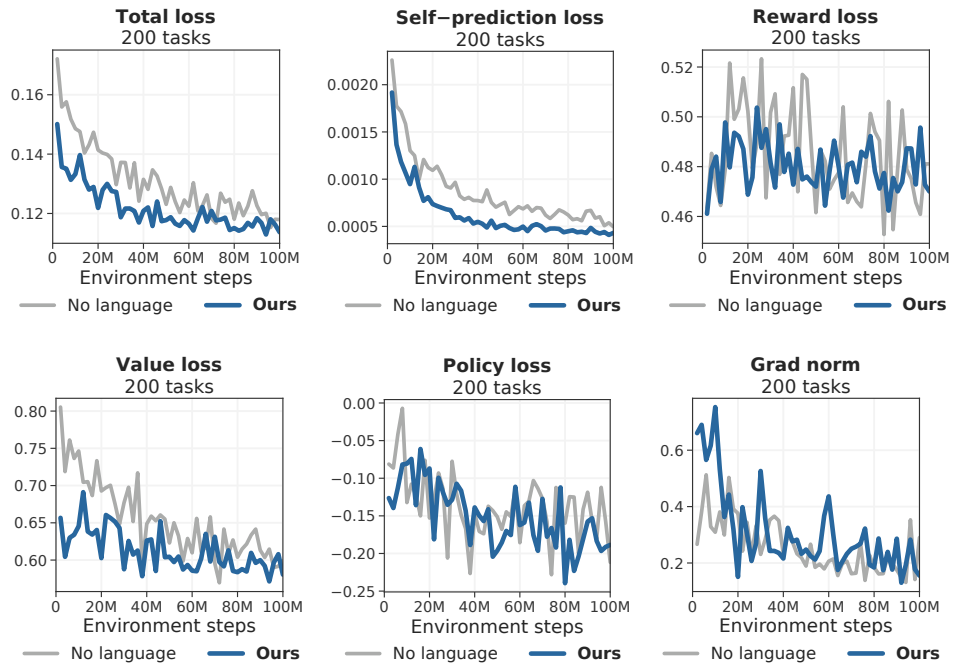 Total loss
200 tasks
0.16
0.14
0.12
0 20M 40M 60M 80M 100M
Environment steps
No language Ours
Self−prediction loss
200 tasks
0.0020
0.0015
0.0010
0.0005
0 20M 40M 60M 80M 100M
Environment steps
No language Ours
Reward loss
200 tasks
0.52
0.50
0.48
0.46
0 20M 40M 60M 80M 100M
Environment steps
No language Ours
Value loss
200 tasks
0.80
0.75
0.70
0.65
0.60
0 20M 40M 60M 80M 100M
Environment steps
No language Ours
Policy loss
200 tasks
0.00
−0.05
−0.10
−0.15
−0.20
−0.25
0 20M 40M 60M 80M 100M
Environment steps
No language Ours
Grad norm
200 tasks
0.6
0.4
0.2
0 20M 40M 60M 80M 100M
Environment steps
No language Ours